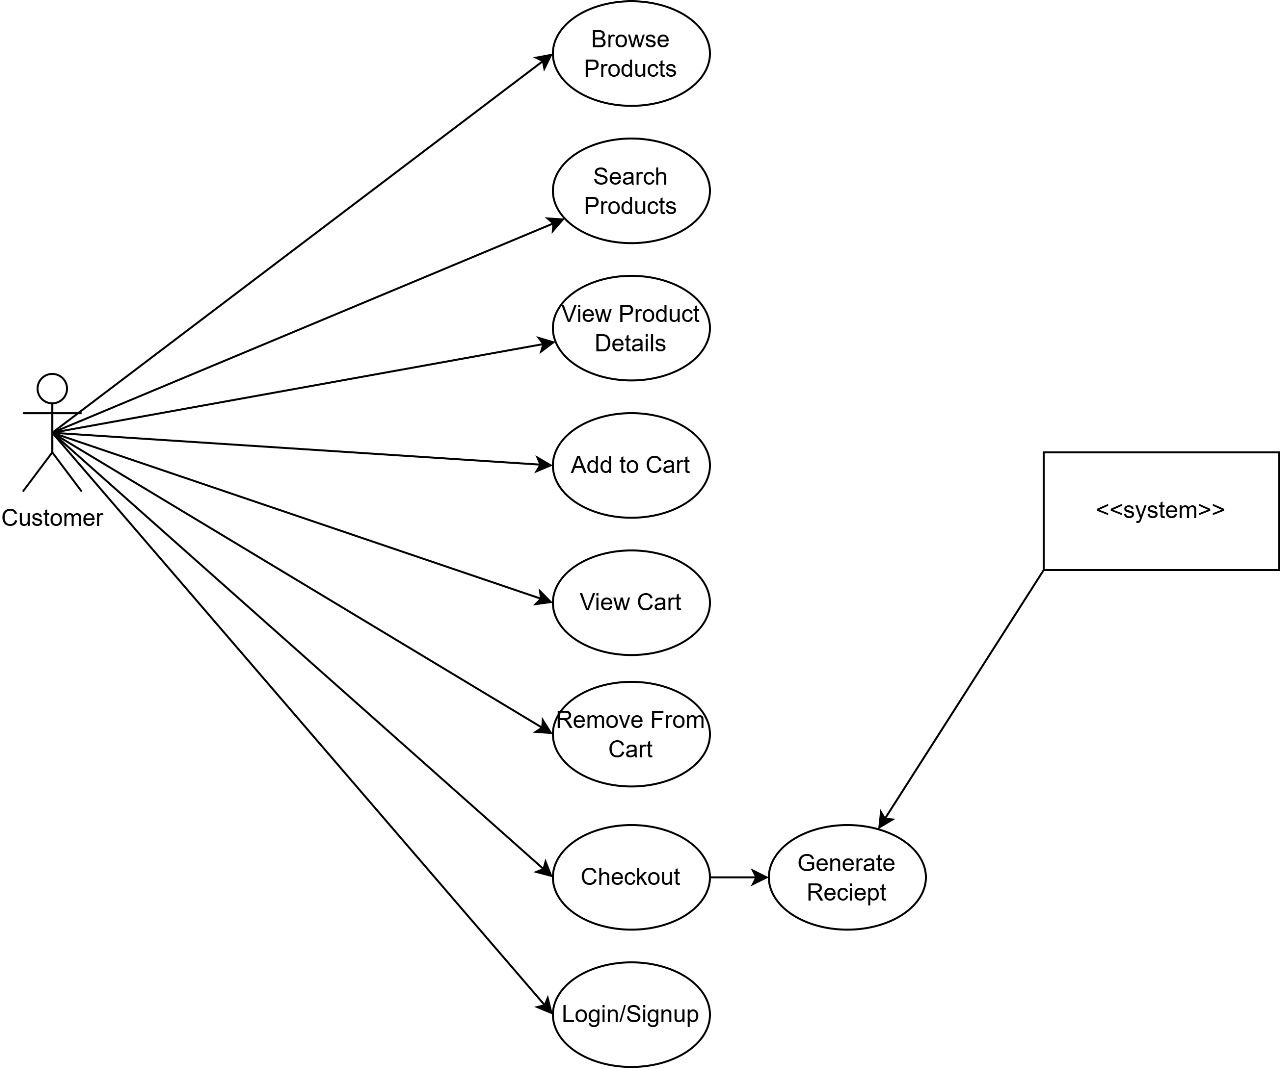 Browse
Products
Search
Products
View Product
Details
Customer
Add to Cart
<<system>>
View Cart
Remove From
Cart
Checkout
Generate
Reciept
Login/Signup